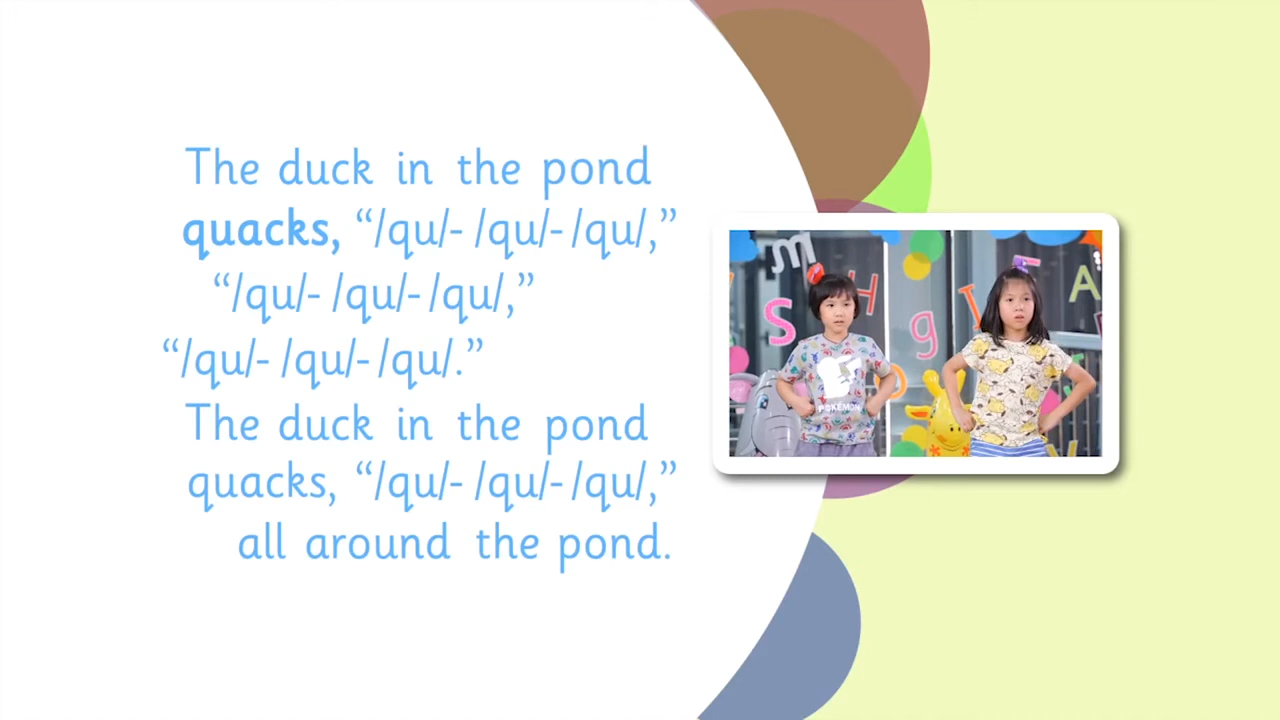 The duck in the pond
quacks, “/qu/- /qu/- /qu/,”
“/qu/- /qu/- /qu/,”
“/qu/- /qu/- /qu/.”
The duck in the pond
quacks, “/qu/- /qu/- /qu/,”
all around the pond.
m
S H g I F A
POKÉMON